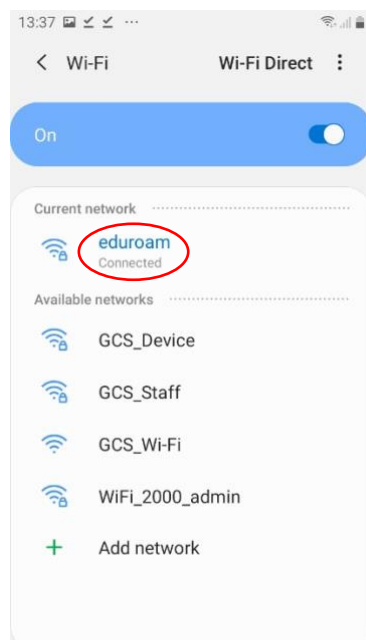 13:37
Wi-Fi Wi-Fi Direct
On
Current network
eduroam
Connected
Available networks
GCS_Device
GCS_Staff
GCS_Wi-Fi
WiFi_2000_admin
Add network